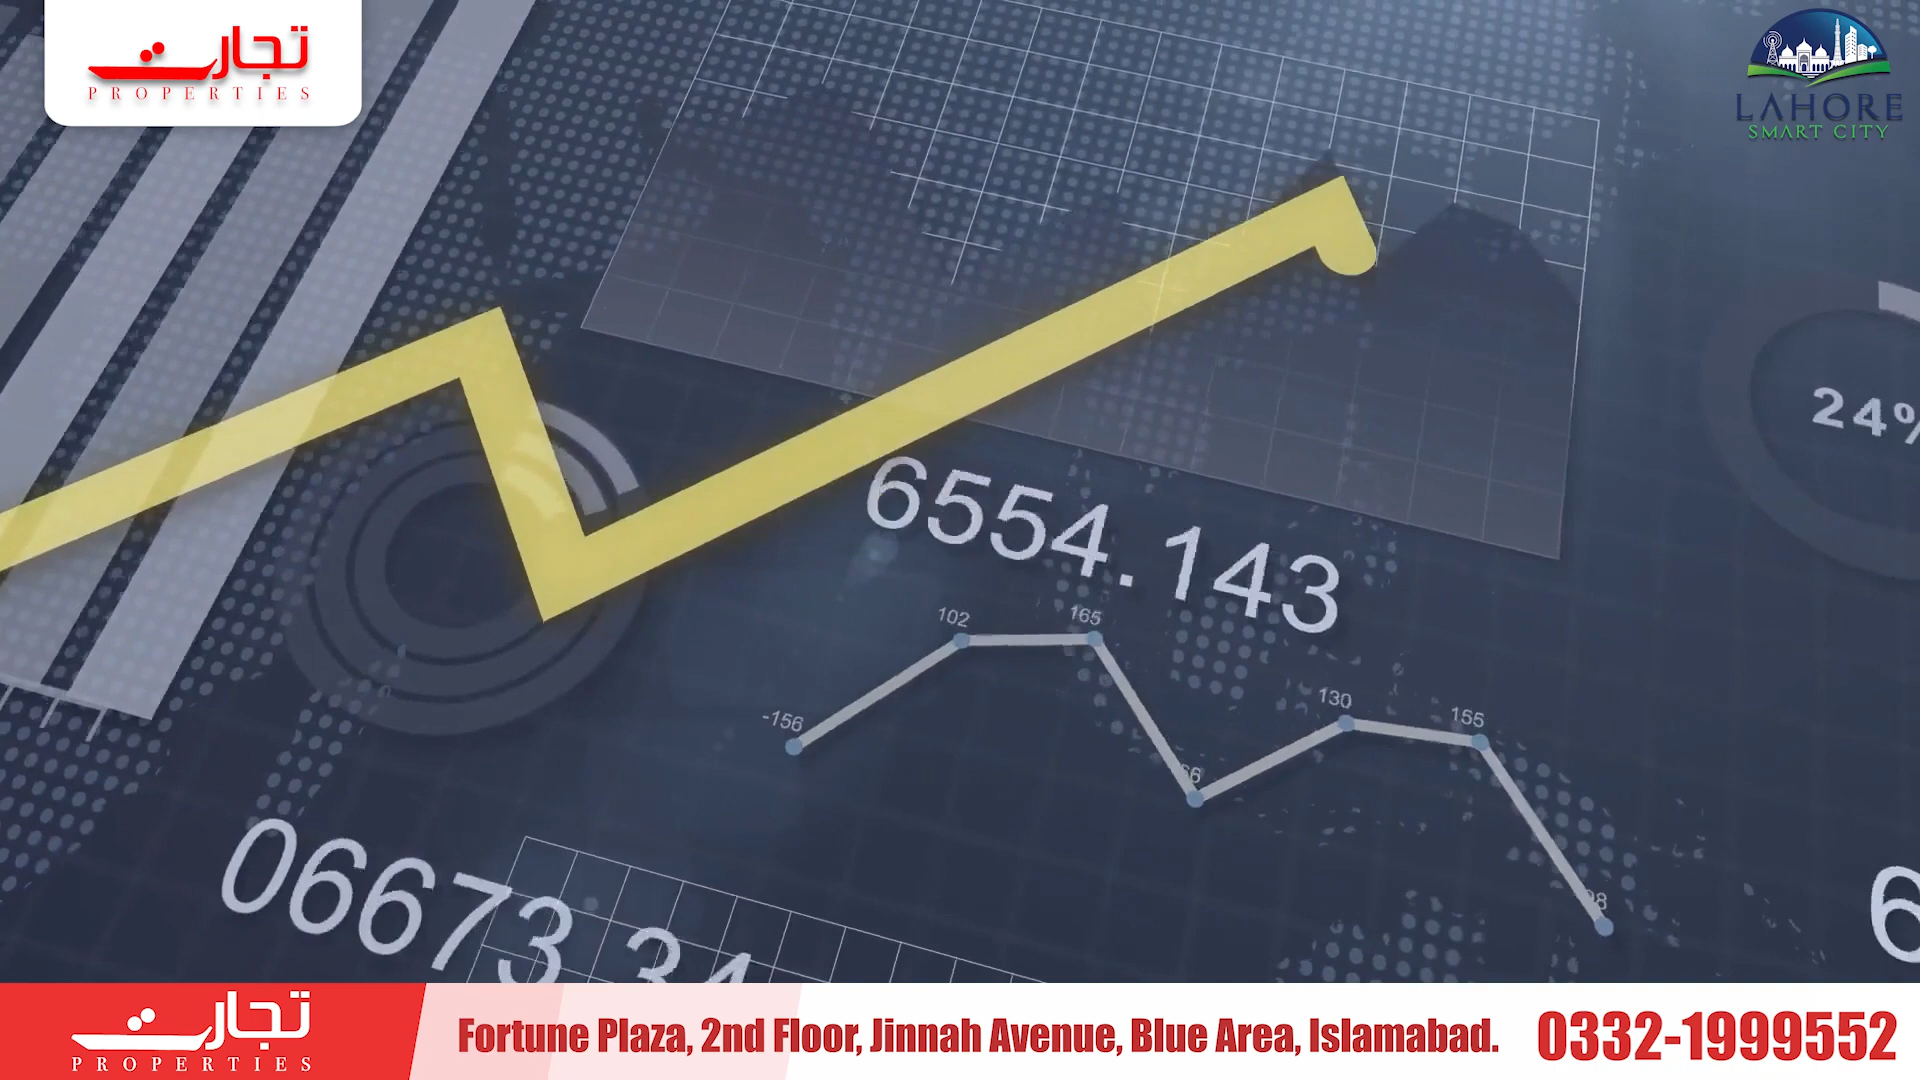 تجارت
PROPERTIES
LAHORE
SMART CITY
24%
6554.143
102
165
-156
130
155
06673.34
تجارت
PROPERTIES
Fortune Plaza, 2nd Floor, Jinnah Avenue, Blue Area, Islamabad.
0332-1999552